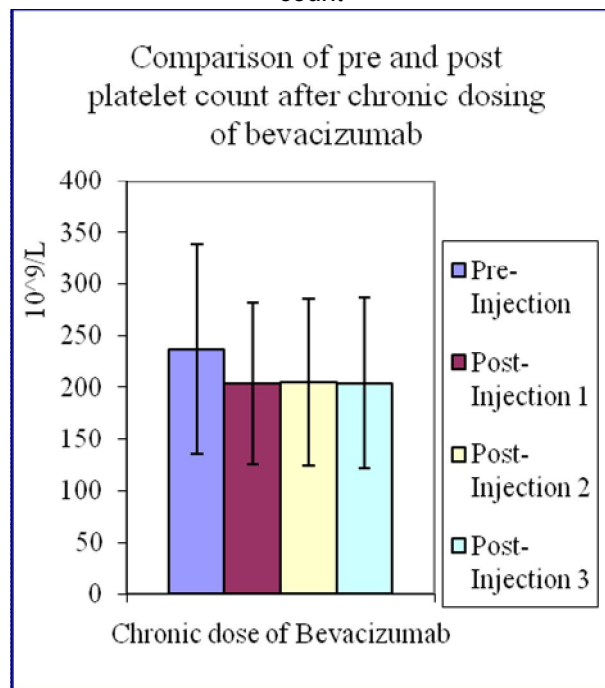 count
Comparison of pre and post
platelet count after chronic dosing
of bevacizumab
400
350
300
250
200
150
100
50
0
10^9/L
Pre-
Injection
Post-
Injection 1
Post-
Injection 2
Post-
Injection 3
Chronic dose of Bevacizumab